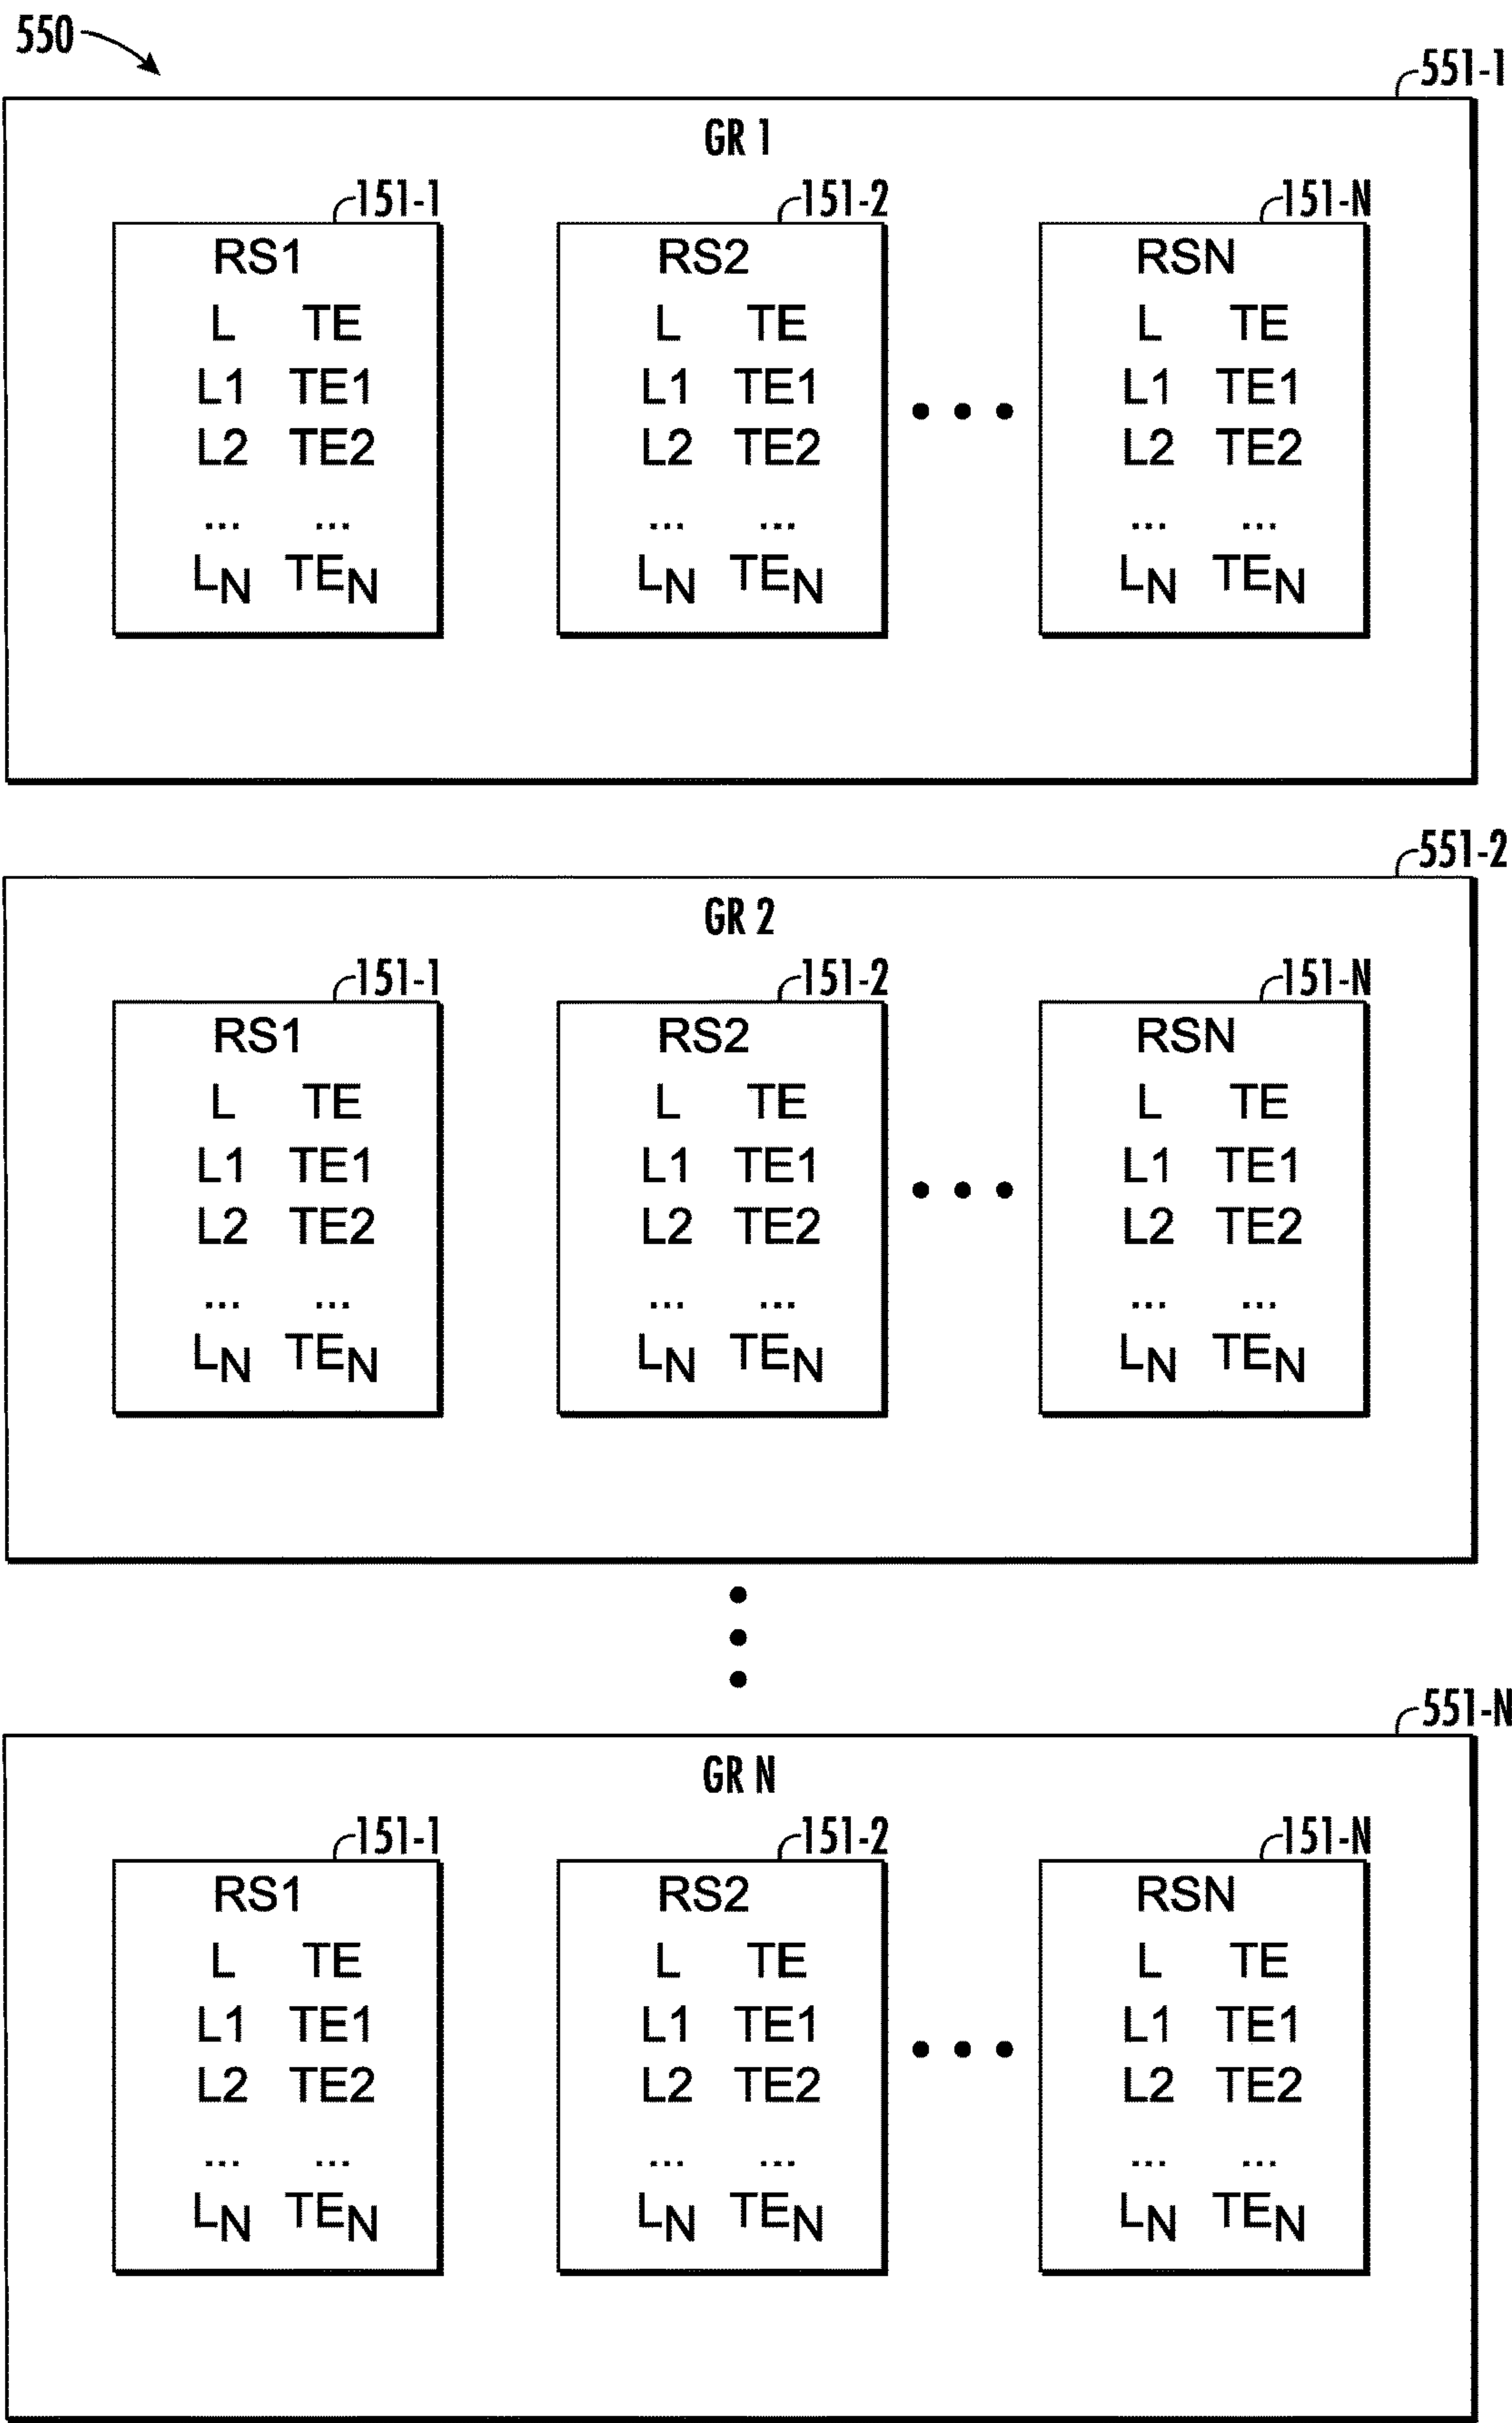 550
551-1
GR 1
151-1 151-2 151-N
RS1 RS2 RSN
L TE L TE L TE
L1 TE1 L1 TE1 L1 TE1
L2 TE2 L2 TE2 L2 TE2
... ... ... ... ... ...
LN TEN LN TEN LN TEN
551-2
GR 2
151-1 151-2 151-N
RS1 RS2 RSN
L TE L TE L TE
L1 TE1 L1 TE1 L1 TE1
L2 TE2 L2 TE2 L2 TE2
... ... ... ... ... ...
LN TEN LN TEN LN TEN
551-N
GR N
151-1 151-2 151-N
RS1 RS2 RSN
L TE L TE L TE
L1 TE1 L1 TE1 L1 TE1
L2 TE2 L2 TE2 L2 TE2
... ... ... ... ... ...
LN TEN LN TEN LN TEN